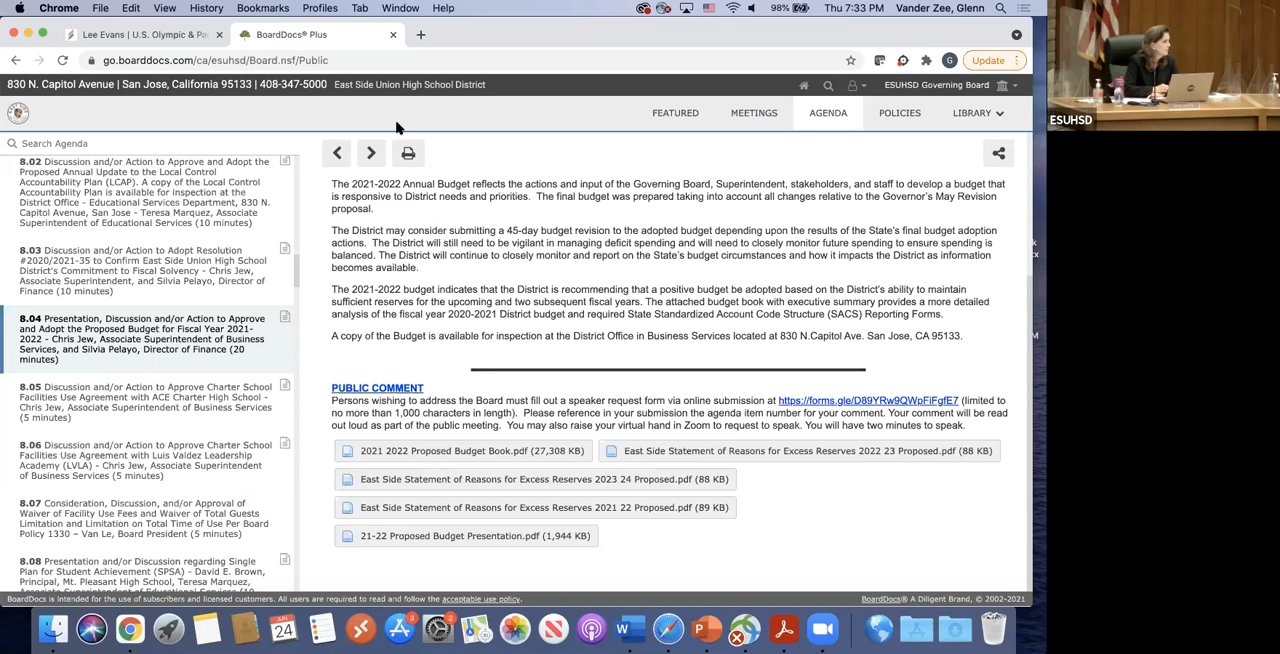 Chrome File Edit View History Bookmarks Profiles Tab Window Help 98% Thu 7:33 PM Vander Zee, Glenn
Lee Evans | U.S. Olympic & Pa × BoardDocs® Plus × +
go.boarddocs.com/ca/esuhsd/Board.nsf/Public G Update
830 N. Capitol Avenue | San Jose, California 95133 | 408-347-5000 East Side Union High School District ESUHSD Governing Board
FEATURED MEETINGS AGENDA POLICIES LIBRARY
ESUHSD
Search Agenda
8.02 Discussion and/or Action to Approve and Adopt the
Proposed Annual Update to the Local Control
Accountability Plan (LCAP). A copy of the Local Control
Accountability Plan is available for inspection at the
District Office - Educational Services Department, 830 N.
Capitol Avenue, San Jose - Teresa Marquez, Associate
Superintendent of Educational Services (10 minutes)
8.03 Discussion and/or Action to Adopt Resolution
#2020/2021-35 to Confirm East Side Union High School
District's Commitment to Fiscal Solvency - Chris Jew,
Associate Superintendent, and Silvia Pelayo, Director of
Finance (10 minutes)
8.04 Presentation, Discussion and/or Action to Approve
and Adopt the Proposed Budget for Fiscal Year 2021-
2022 - Chris Jew, Associate Superintendent of Business
Services, and Silvia Pelayo, Director of Finance (20
minutes)
8.05 Discussion and/or Action to Approve Charter School
Facilities Use Agreement with ACE Charter High School -
Chris Jew, Associate Superintendent of Business Services
(5 minutes)
8.06 Discussion and/or Action to Approve Charter School
Facilities Use Agreement with Luis Valdez Leadership
Academy (LVLA) - Chris Jew, Associate Superintendent
of Business Services (5 minutes)
8.07 Consideration, Discussion, and/or Approval of
Waiver of Facility Use Fees and Waiver of Total Guests
Limitation and Limitation on Total Time of Use Per Board
Policy 1330 – Van Le, Board President (5 minutes)
8.08 Presentation and/or Discussion regarding Single
Plan for Student Achievement (SPSA) - David E. Brown,
Principal, Mt. Pleasant High School, Teresa Marquez,
Associate Superintendent of Educational Services (10
The 2021-2022 Annual Budget reflects the actions and input of the Governing Board, Superintendent, stakeholders, and staff to develop a budget that
is responsive to District needs and priorities. The final budget was prepared taking into account all changes relative to the Governor's May Revision
proposal.
The District may consider submitting a 45-day budget revision to the adopted budget depending upon the results of the State's final budget adoption
actions. The District will still need to be vigilant in managing deficit spending and will need to closely monitor future spending to ensure spending is
balanced. The District will continue to closely monitor and report on the State's budget circumstances and how it impacts the District as information
becomes available.
The 2021-2022 budget indicates that the District is recommending that a positive budget be adopted based on the District's ability to maintain
sufficient reserves for the upcoming and two subsequent fiscal years. The attached budget book with executive summary provides a more detailed
analysis of the fiscal year 2020-2021 District budget and required State Standardized Account Code Structure (SACS) Reporting Forms.
A copy of the Budget is available for inspection at the District Office in Business Services located at 830 N.Capitol Ave. San Jose, CA 95133.
PUBLIC COMMENT
Persons wishing to address the Board must fill out a speaker request form via online submission at https://forms.gle/D89YRw9QWpFiFgfE7 (limited to
no more than 1,000 characters in length). Please reference in your submission the agenda item number for your comment. Your comment will be read
out loud as part of the public meeting. You may also raise your virtual hand in Zoom to request to speak. You will have two minutes to speak.
2021 2022 Proposed Budget Book.pdf (27,308 KB) East Side Statement of Reasons for Excess Reserves 2022 23 Proposed.pdf (88 KB)
East Side Statement of Reasons for Excess Reserves 2023 24 Proposed.pdf (88 KB)
East Side Statement of Reasons for Excess Reserves 2021 22 Proposed.pdf (89 KB)
21-22 Proposed Budget Presentation.pdf (1,944 KB)
BoardDocs is intended for the use of subscribers and licensed customers. All users are required to read and follow the acceptable use policy. BoardDocs® A Diligent Brand, © 2002-2021
JUN 24 3 2 W P